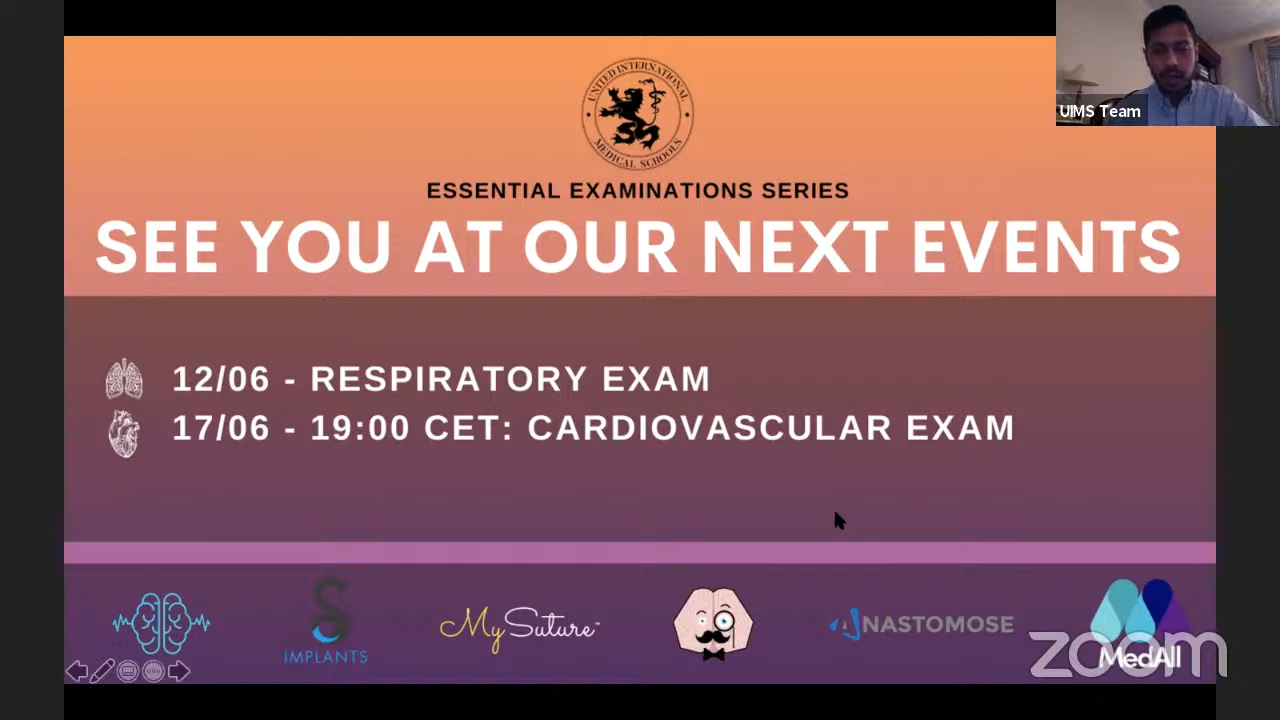 UIMS Team
UNITED INTERNATIONAL
MEDICAL SCHOOLS
ESSENTIAL EXAMINATIONS SERIES
SEE YOU AT OUR NEXT EVENTS
12/06 - RESPIRATORY EXAM
17/06 - 19:00 CET: CARDIOVASCULAR EXAM
S
IMPLANTS
MySuture™
ANASTOMOSE
MedAll
zoom